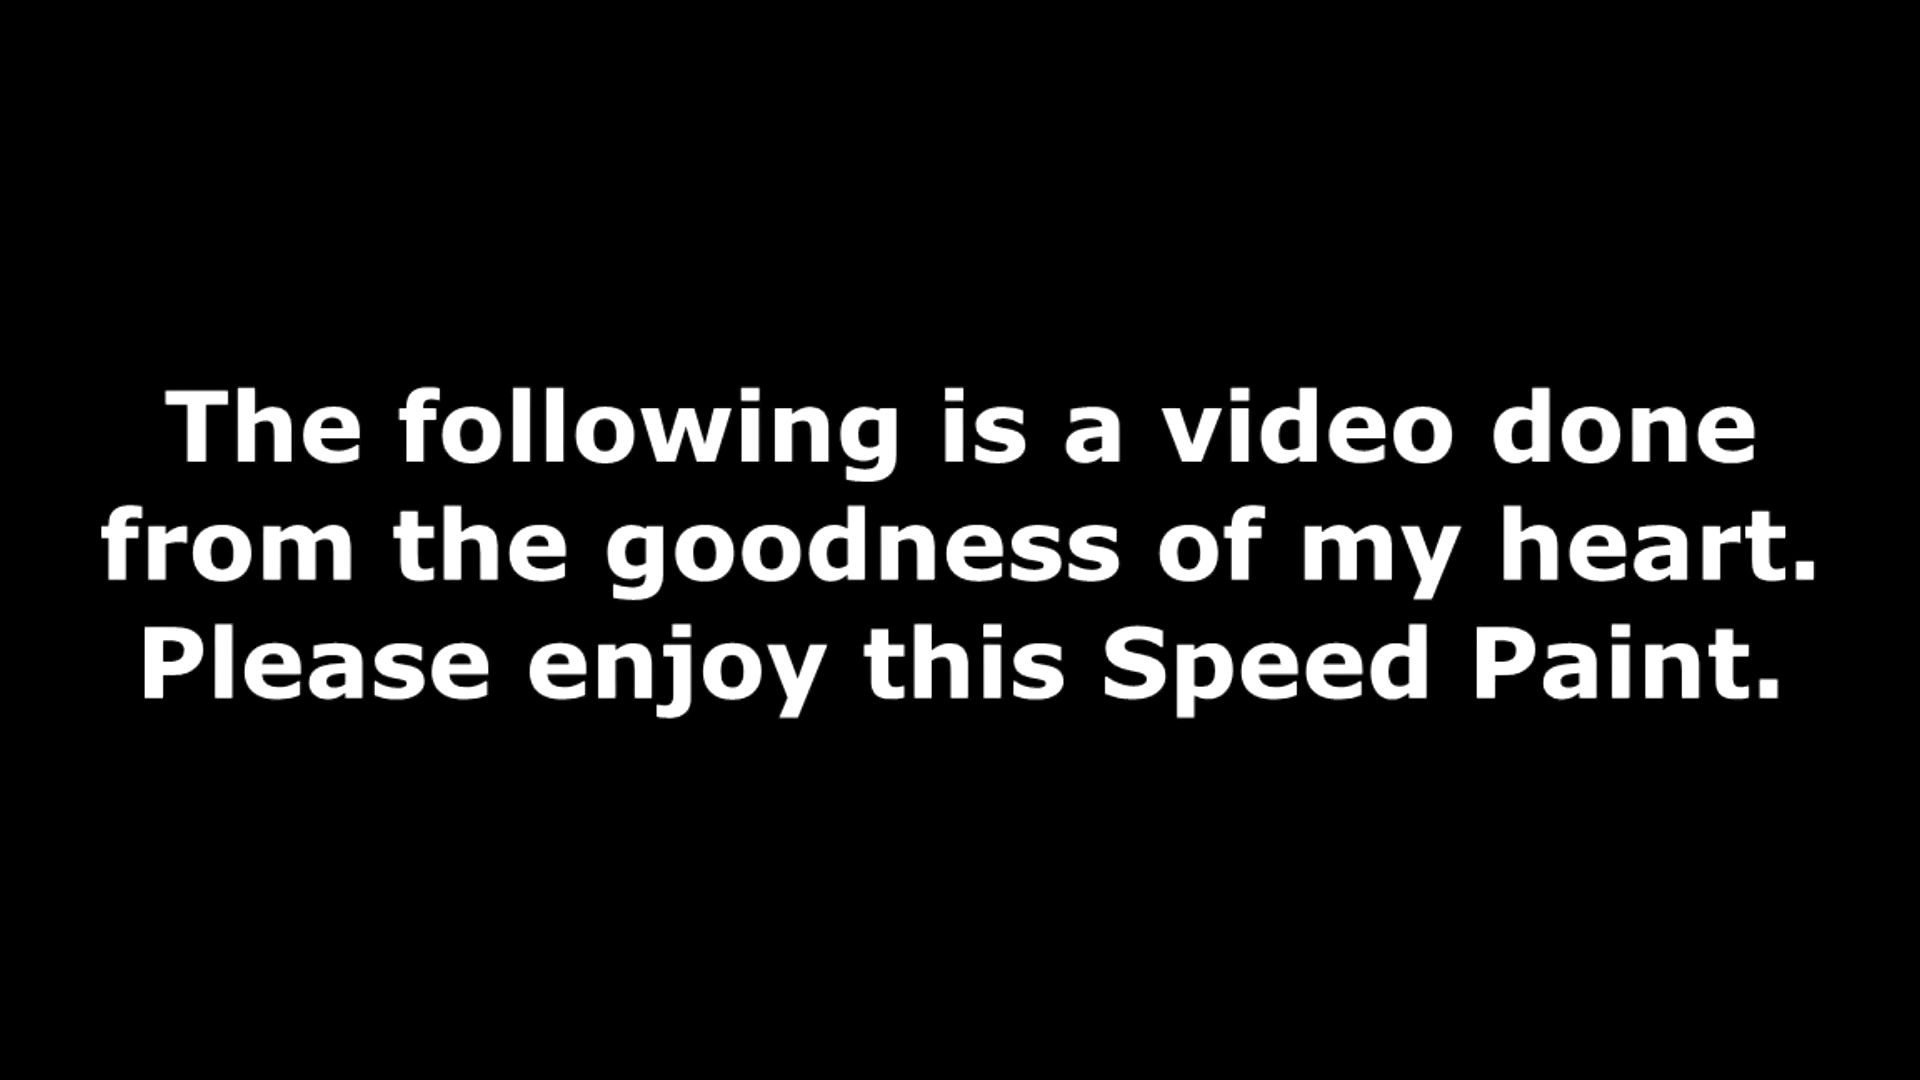 The following is a video done
from the goodness of my heart.
Please enjoy this Speed Paint.